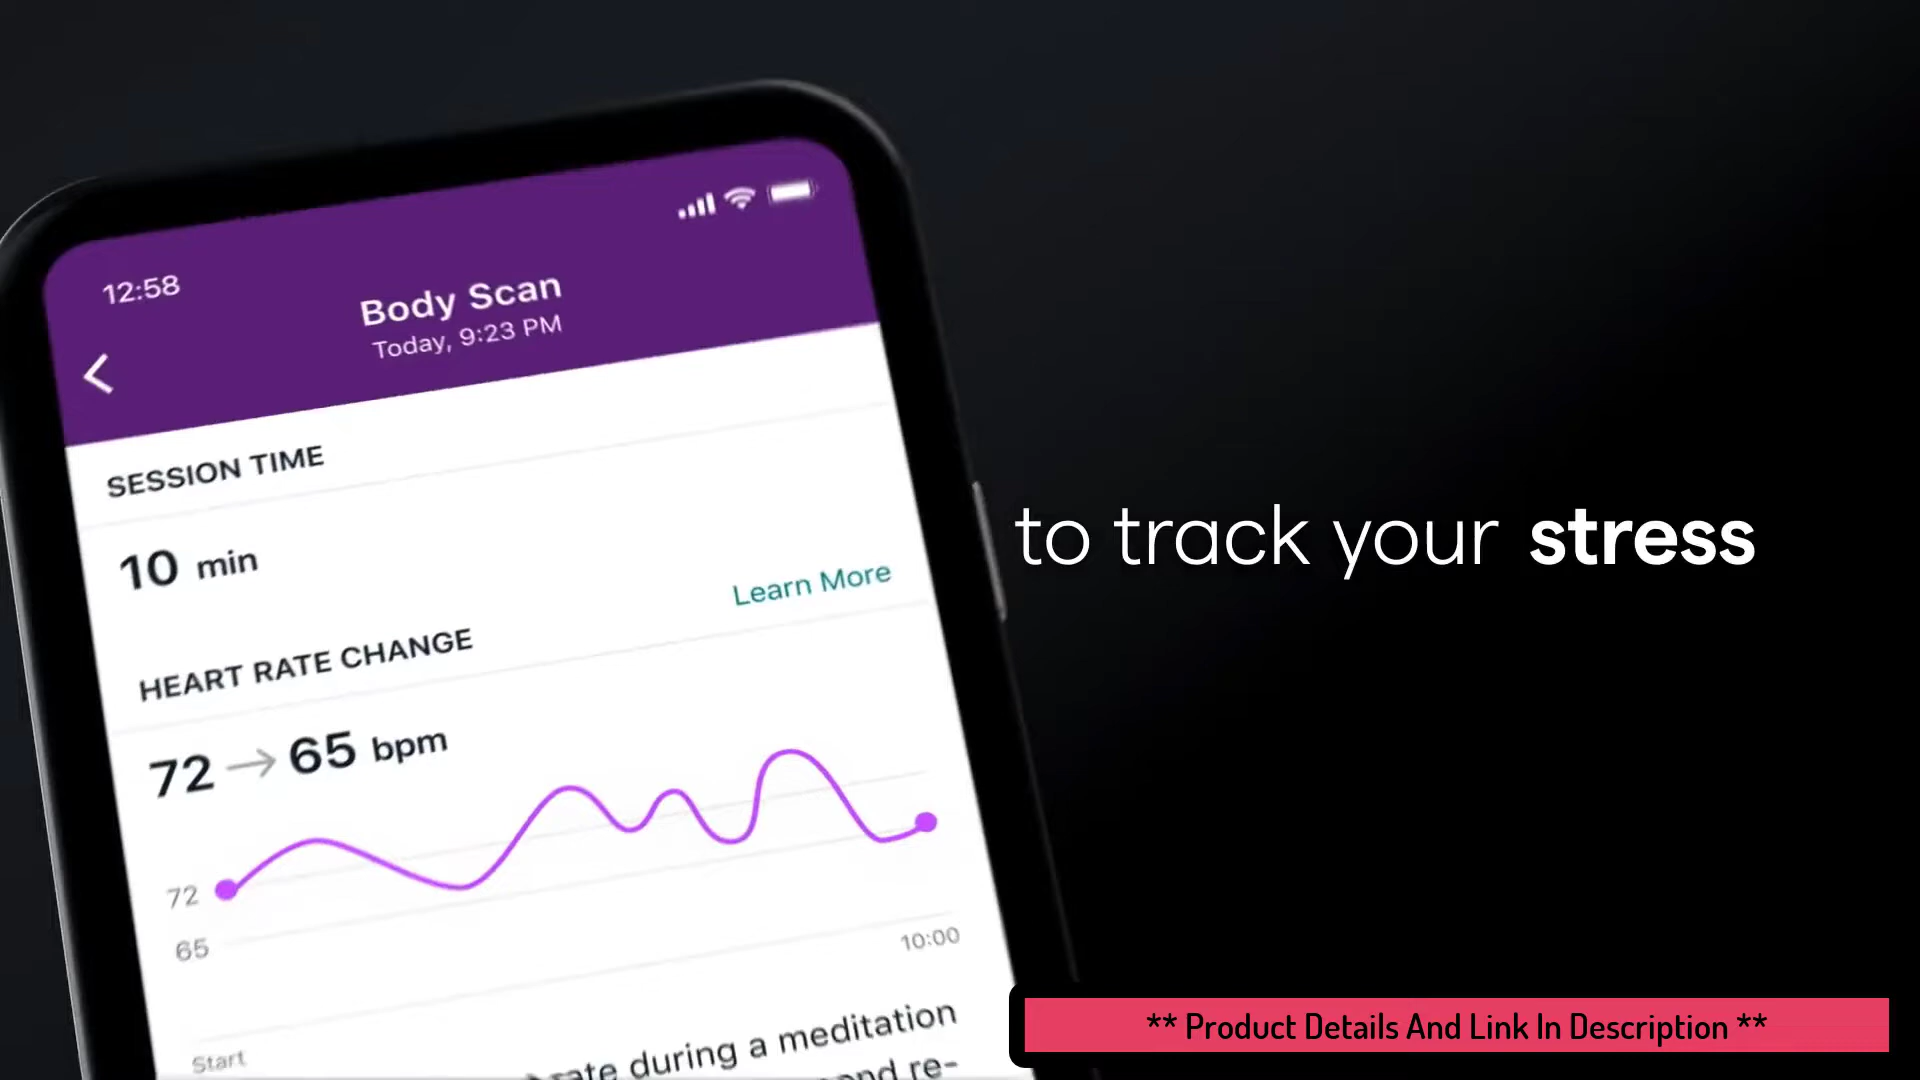 12:58
Body Scan
Today, 9:23 PM
SESSION TIME
10 min
Learn More
HEART RATE CHANGE
72 → 65 bpm
72
65
10:00
Start
during a meditation
to track your stress
** Product Details And Link In Description **